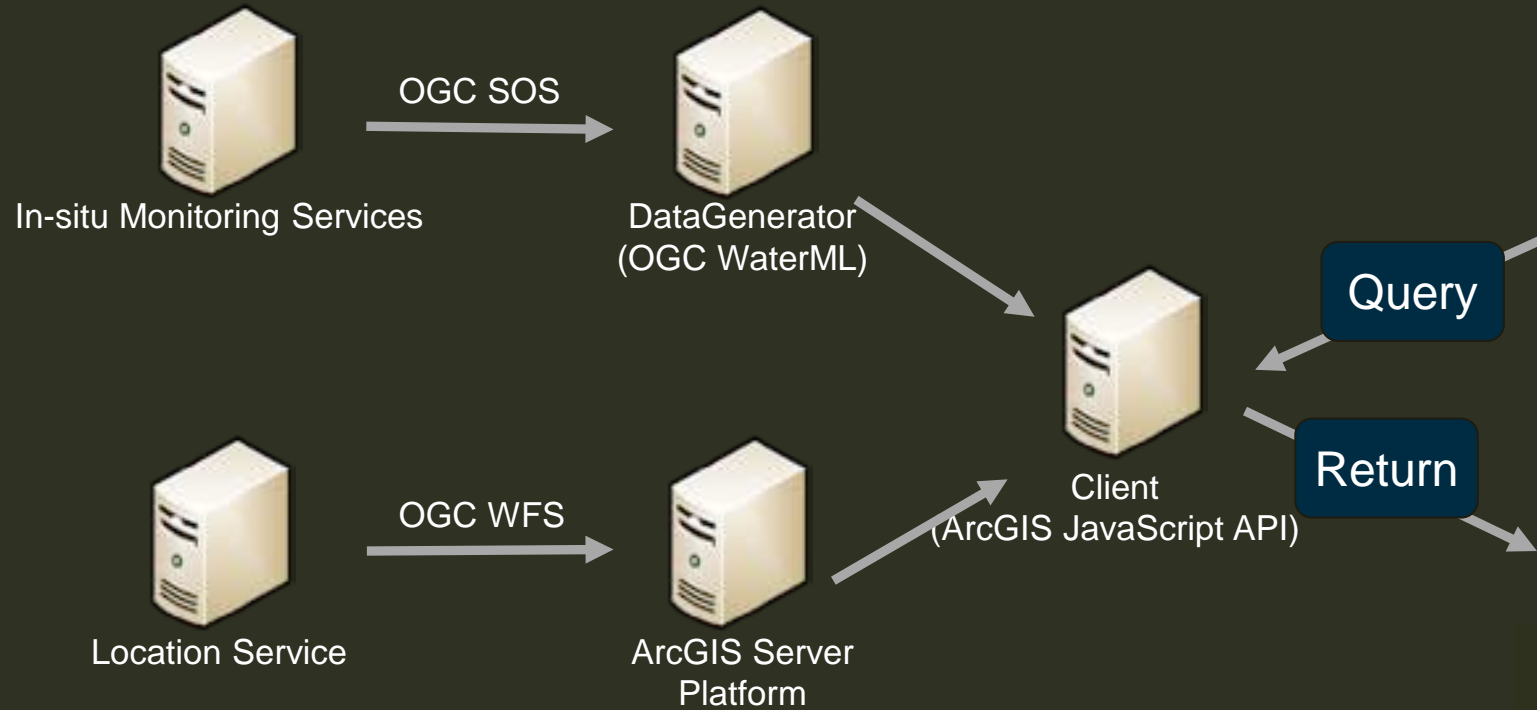 OGC SOS
In-situ Monitoring Services
DataGenerator
(OGC WaterML)
Query
OGC WFS
Location Service
ArcGIS Server
Platform
Client
(ArcGIS JavaScript API)
Return